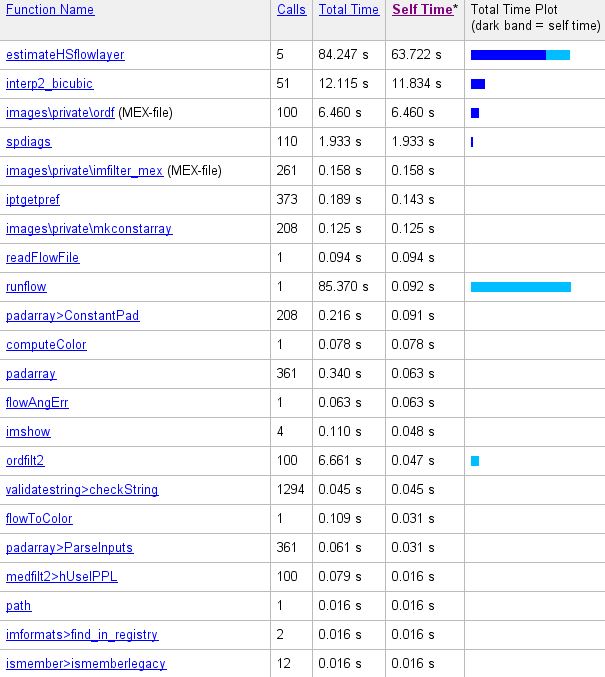 Function Name Calls Total Time Self Time* Total Time Plot
(dark band = self time)
estimateHSflowlayer 5 84.247 s 63.722 s
interp2_bicubic 51 12.115 s 11.834 s
images\private\ordf (MEX-file) 100 6.460 s 6.460 s
spdiags 110 1.933 s 1.933 s
images\private\imfilter_mex (MEX-file) 261 0.158 s 0.158 s
iptgetpref 373 0.189 s 0.143 s
images\private\mkconstarray 208 0.125 s 0.125 s
readFlowFile 1 0.094 s 0.094 s
runflow 1 85.370 s 0.092 s
padarray>ConstantPad 208 0.216 s 0.091 s
computeColor 1 0.078 s 0.078 s
padarray 361 0.340 s 0.063 s
flowAngErr 1 0.063 s 0.063 s
imshow 4 0.110 s 0.048 s
ordfilt2 100 6.661 s 0.047 s
validatestring>checkString 1294 0.045 s 0.045 s
flowToColor 1 0.109 s 0.031 s
padarray>ParseInputs 361 0.061 s 0.031 s
medfilt2>hUseIPPL 100 0.079 s 0.016 s
path 1 0.016 s 0.016 s
imformats>find_in_registry 2 0.016 s 0.016 s
ismember>ismemberlegacy 12 0.016 s 0.016 s